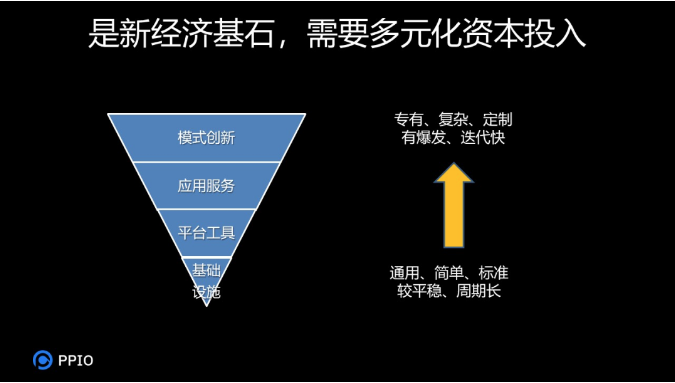 是新经济基石，需要多元化资本投入
模式创新
应用服务
平台工具
基础
设施
专有、复杂、定制
有爆发、迭代快
通用、简单、标准
较平稳、周期长
PPIO